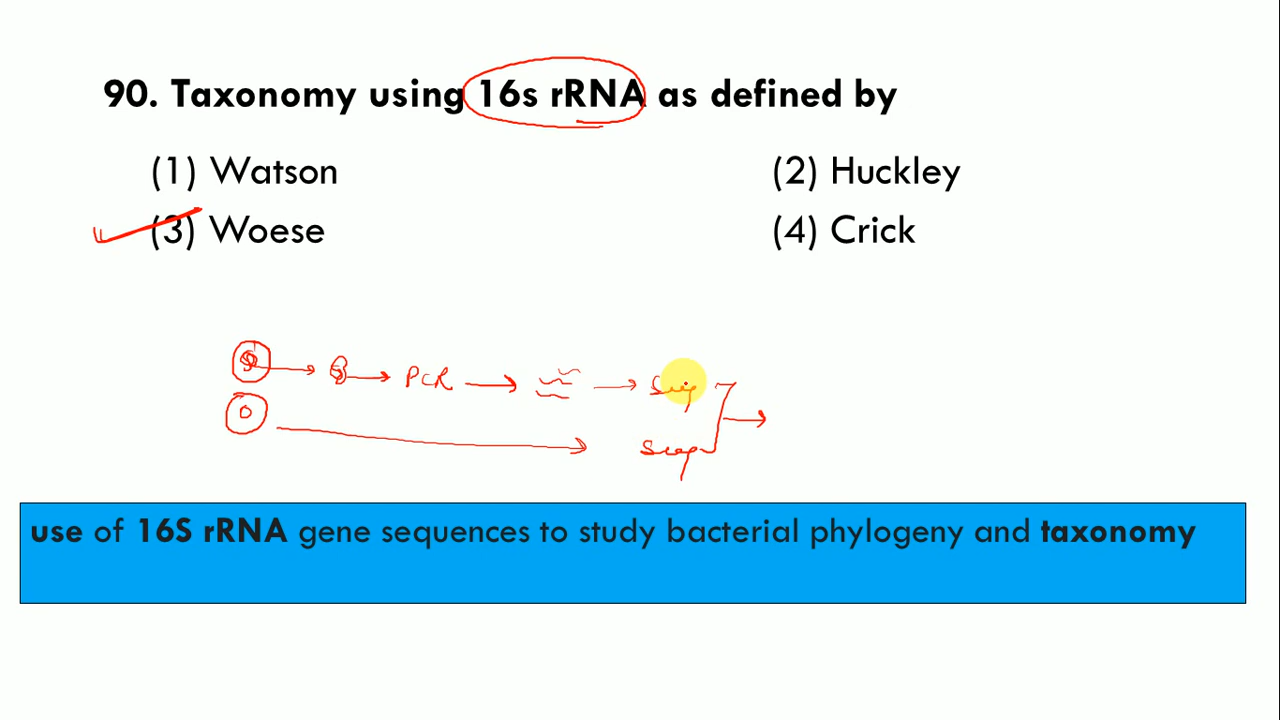 90. Taxonomy using 16s rRNA as defined by
(1) Watson (2) Huckley
(3) Woese (4) Crick
PCR
use of 16S rRNA gene sequences to study bacterial phylogeny and taxonomy